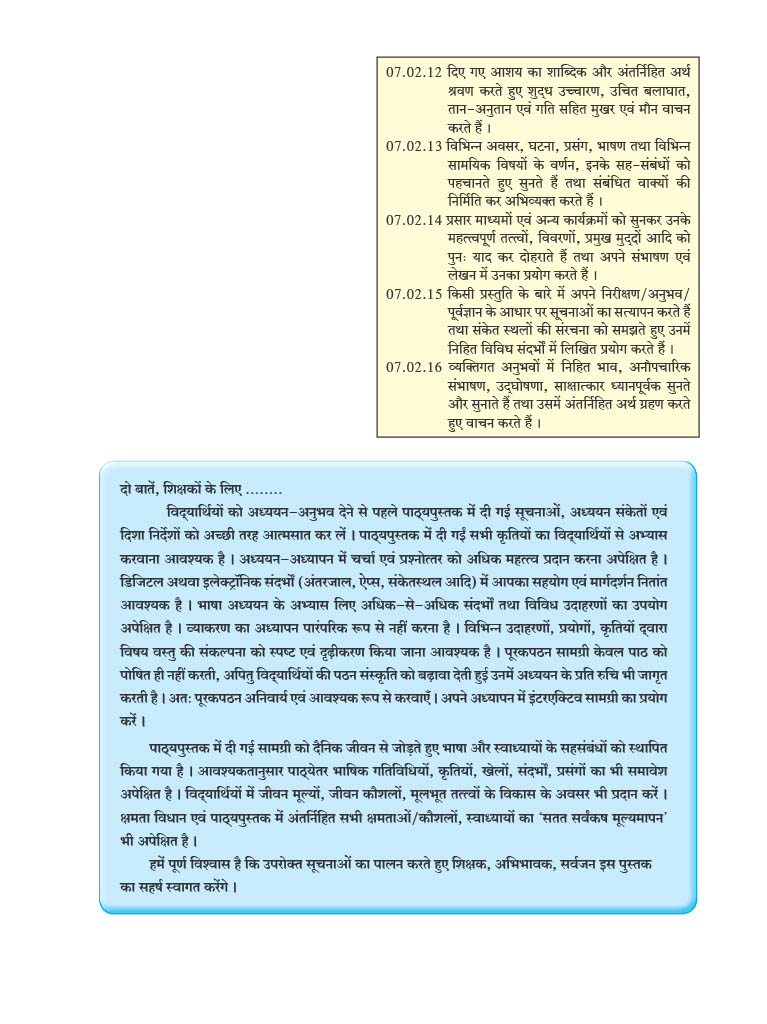 07.02.12 दिए गए आशय का शाब्दिक और अंतर्निहित अर्थ
श्रवण करते हुए शुद्ध उच्चारण, उचित बलाघात,
तान-अनुतान एवं गति सहित मुखर एवं मौन वाचन
करते हैं ।
07.02.13 विभिन्न अवसर, घटना, प्रसंग, भाषण तथा विभिन्न
सामयिक विषयों के वर्णन, इनके सह-संबंधों को
पहचानते हुए सुनते हैं तथा संबंधित वाक्यों की
निर्मिति कर अभिव्यक्त करते हैं ।
07.02.14 प्रसार माध्यमों एवं अन्य कार्यक्रमों को सुनकर उनके
महत्त्वपूर्ण तत्त्वों, विवरणों, प्रमुख मुद्दों आदि को
पुनः याद कर दोहराते हैं तथा अपने संभाषण एवं
लेखन में उनका प्रयोग करते हैं ।
07.02.15 किसी प्रस्तुति के बारे में अपने निरीक्षण/अनुभव/
पूर्वज्ञान के आधार पर सूचनाओं का सत्यापन करते हैं
तथा संकेत स्थलों की संरचना को समझते हुए उनमें
निहित विविध संदर्भों में लिखित प्रयोग करते हैं ।
07.02.16 व्यक्तिगत अनुभवों में निहित भाव, अनौपचारिक
संभाषण, उद्घोषणा, साक्षात्कार ध्यानपूर्वक सुनते
और सुनाते हैं तथा उसमें अंतर्निहित अर्थ ग्रहण करते
हुए वाचन करते हैं ।
दो बातें, शिक्षकों के लिए ........
विद्यार्थियों को अध्ययन-अनुभव देने से पहले पाठ्यपुस्तक में दी गई सूचनाओं, अध्ययन संकेतों एवं
दिशा निर्देशों को अच्छी तरह आत्मसात कर लें । पाठ्यपुस्तक में दी गईं सभी कृतियों का विद्यार्थियों से अभ्यास
करवाना आवश्यक है । अध्ययन-अध्यापन में चर्चा एवं प्रश्नोत्तर को अधिक महत्त्व प्रदान करना अपेक्षित है ।
डिजिटल अथवा इलेक्ट्रॉनिक संदर्भों (अंतरजाल, ऐप्स, संकेतस्थल आदि) में आपका सहयोग एवं मार्गदर्शन नितांत
आवश्यक है । भाषा अध्ययन के अभ्यास लिए अधिक-से-अधिक संदर्भों तथा विविध उदाहरणों का उपयोग
अपेक्षित है । व्याकरण का अध्यापन पारंपरिक रूप से नहीं करना है । विभिन्न उदाहरणों, प्रयोगों, कृतियों द्वारा
विषय वस्तु की संकल्पना को स्पष्ट एवं दृढ़ीकरण किया जाना आवश्यक है । पूरकपठन सामग्री केवल पाठ को
पोषित ही नहीं करती, अपितु विद्यार्थियों की पठन संस्कृति को बढ़ावा देती हुई उनमें अध्ययन के प्रति रुचि भी जागृत
करती है । अतः पूरकपठन अनिवार्य एवं आवश्यक रूप से करवाएँ । अपने अध्यापन में इंटरएक्टिव सामग्री का प्रयोग
करें ।
पाठ्यपुस्तक में दी गई सामग्री को दैनिक जीवन से जोड़ते हुए भाषा और स्वाध्यायों के सहसंबंधों को स्थापित
किया गया है । आवश्यकतानुसार पाठ्येतर भाषिक गतिविधियों, कृतियों, खेलों, संदर्भों, प्रसंगों का भी समावेश
अपेक्षित है । विद्यार्थियों में जीवन मूल्यों, जीवन कौशलों, मूलभूत तत्त्वों के विकास के अवसर भी प्रदान करें ।
क्षमता विधान एवं पाठ्यपुस्तक में अंतर्निहित सभी क्षमताओं/कौशलों, स्वाध्यायों का ‘सतत सर्वंकष मूल्यमापन’
भी अपेक्षित है ।
हमें पूर्ण विश्वास है कि उपरोक्त सूचनाओं का पालन करते हुए शिक्षक, अभिभावक, सर्वजन इस पुस्तक
का सहर्ष स्वागत करेंगे ।